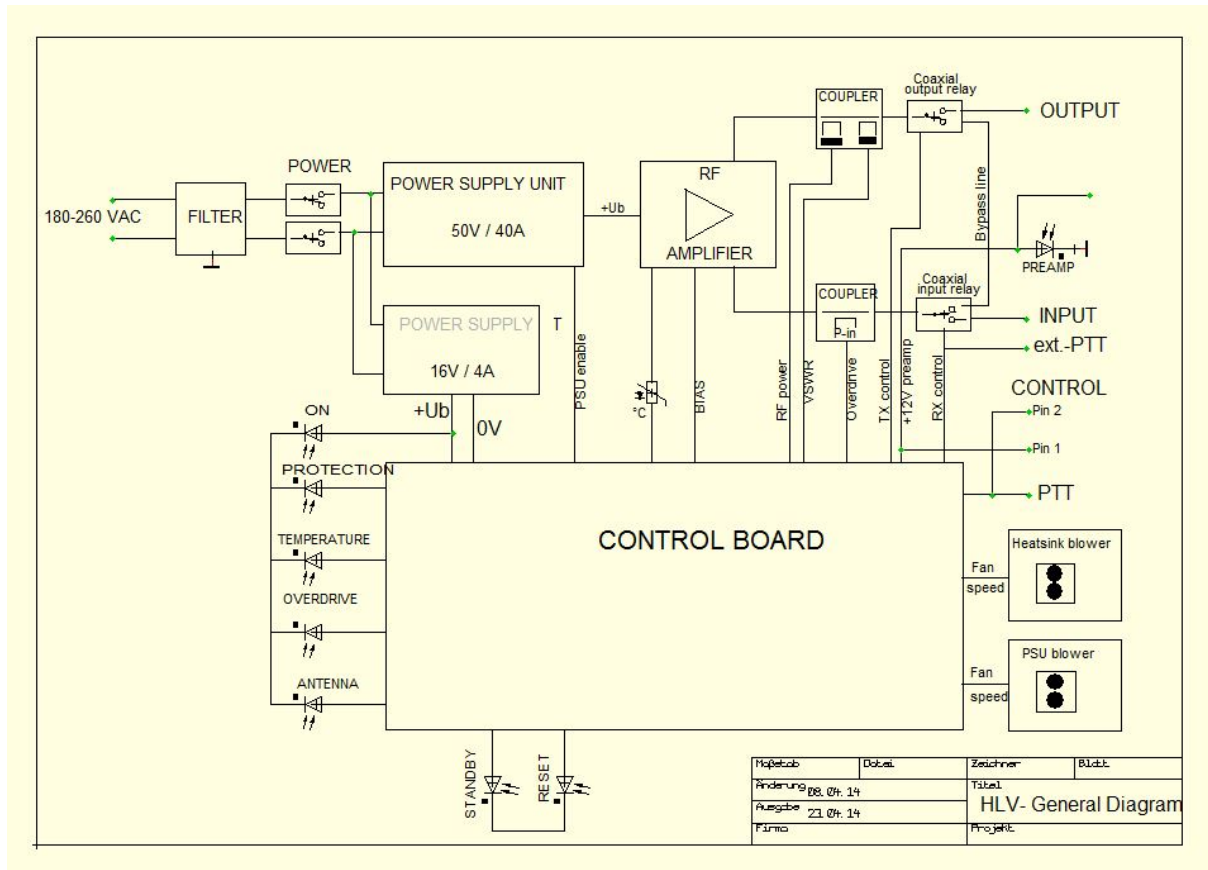 Coaxial
output relay
COUPLER
OUTPUT
POWER
RF
POWER SUPPLY UNIT
180-260 VAC
FILTER
+Ub
50V / 40A
AMPLIFIER
Bypass line
PREAMP
Coaxial
input relay
COUPLER
P-in
INPUT
ext.-PTT
POWER SUPPLY T
16V / 4A
PSU enable
°C
BIAS
RF power
VSWR
Overdrive
TX control
+12V preamp
RX control
CONTROL
Pin 2
Pin 1
PTT
+Ub
0V
ON
PROTECTION
TEMPERATURE
OVERDRIVE
ANTENNA
CONTROL BOARD
Heatsink blower
Fan
speed
PSU blower
Fan
speed
STANDBY
RESET
Maßstab
Datei
Zeichner
Blatt
Änderung 08. 04. 14
Titel
HLV- General Diagram
Ausgabe 23. 04. 14
Firma
Projekt